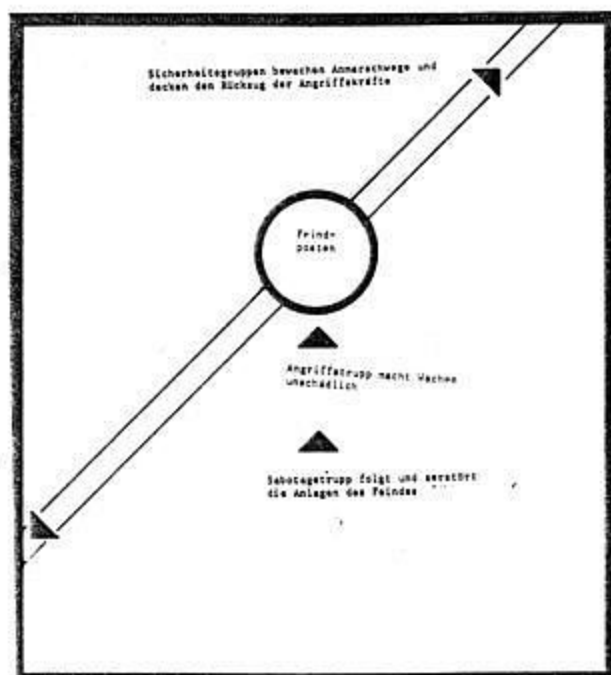 Sicherheitsgruppen bewachen Anmarschwege und
decken den Rückzug der Angriffskräfte
Feind-
posten
Angriffstrupp macht Wachen
unschädlich
Sabotagetrupp folgt und zerstört
die Anlagen des Feindes